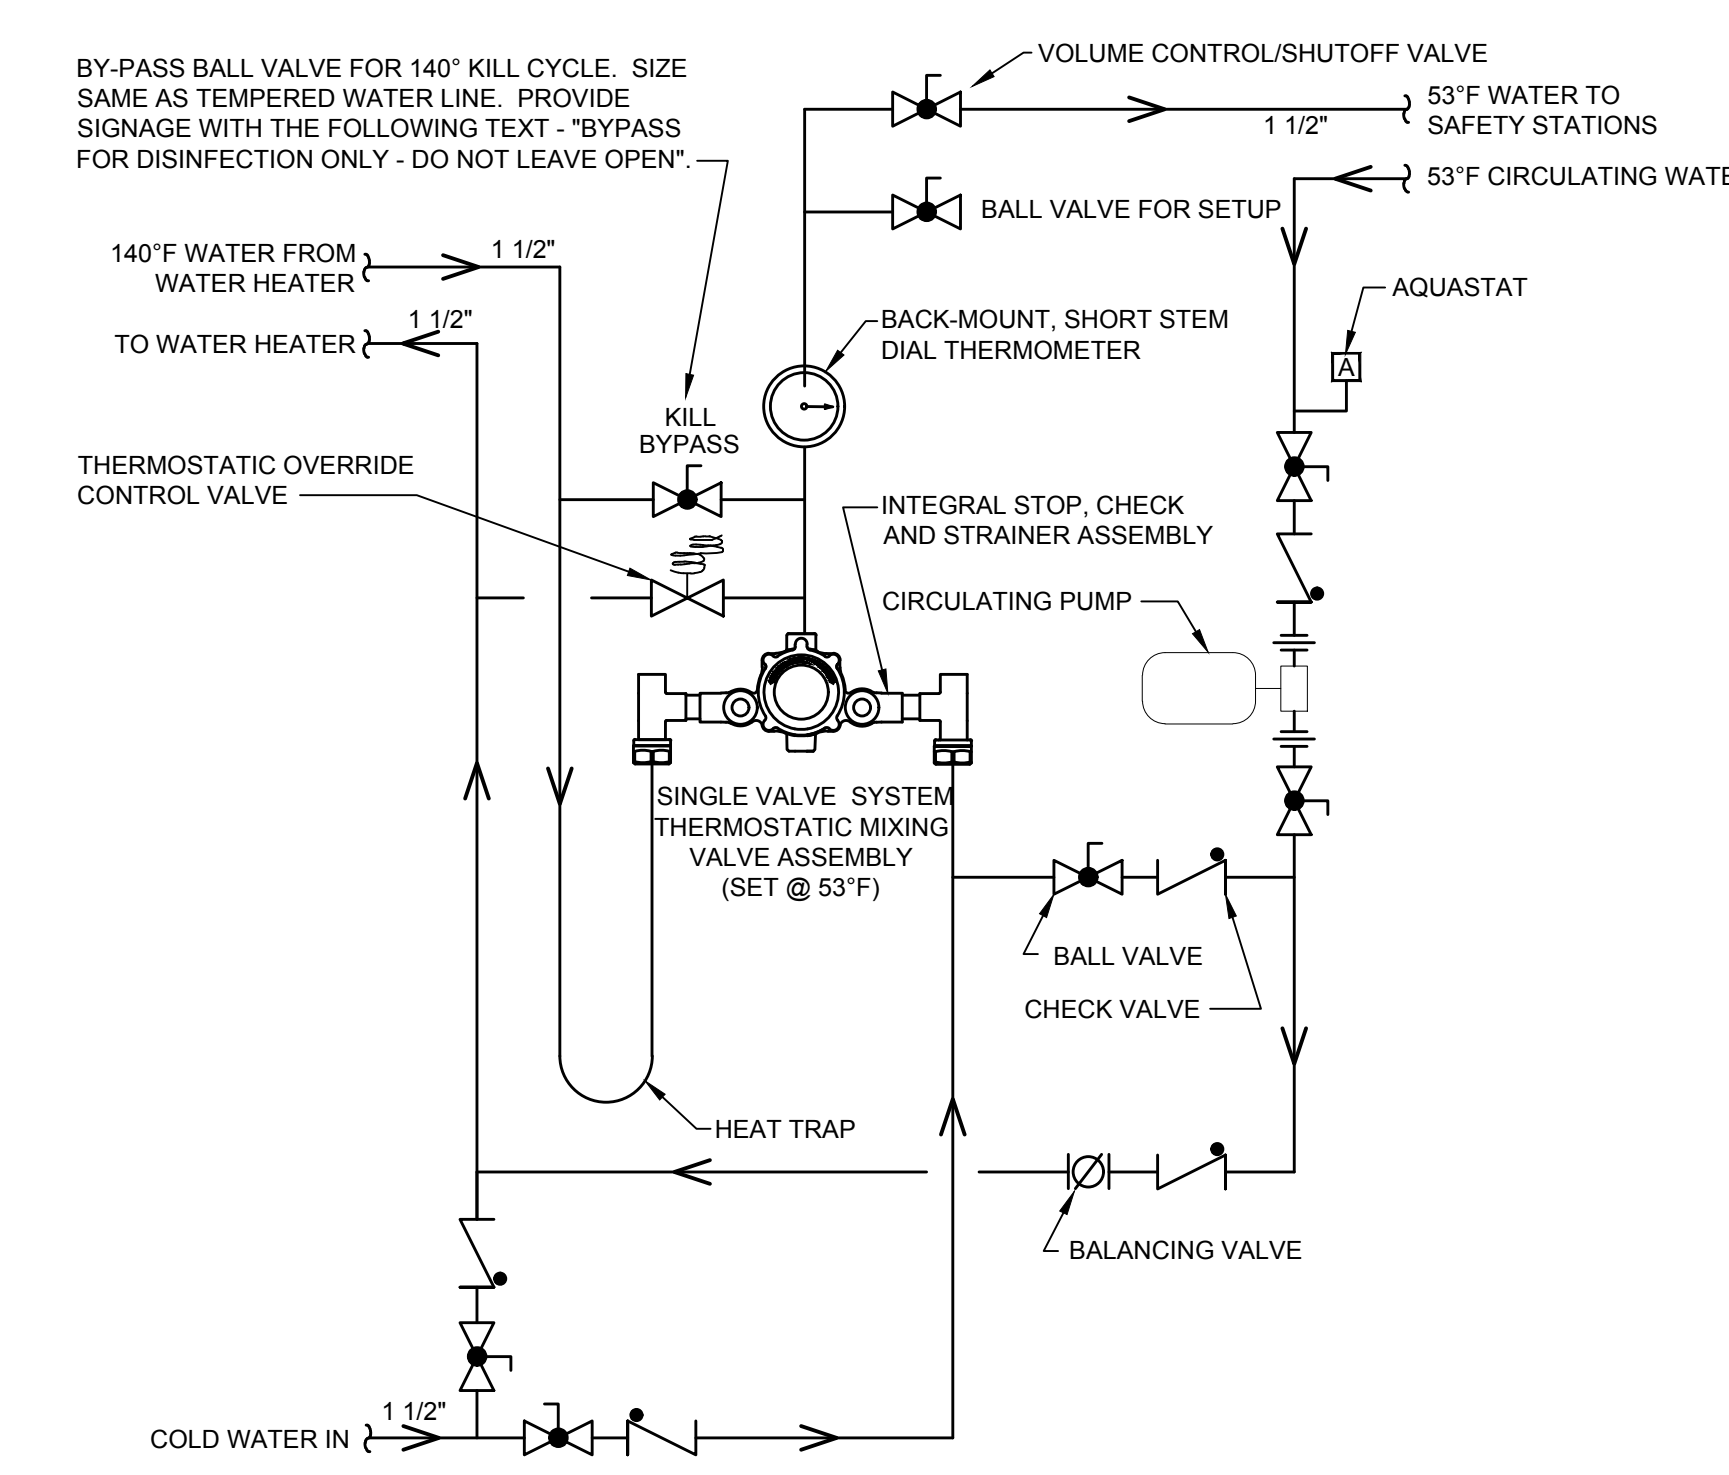 BY-PASS BALL VALVE FOR 140° KILL CYCLE.  SIZE
SAME AS TEMPERED WATER LINE.  PROVIDE
SIGNAGE WITH THE FOLLOWING TEXT - "BYPASS
FOR DISINFECTION ONLY - DO NOT LEAVE OPEN".
VOLUME CONTROL/SHUTOFF VALVE
53°F WATER TO
SAFETY STATIONS
1 1/2"
53°F CIRCULATING WATE
BALL VALVE FOR SETUP
140°F WATER FROM
WATER HEATER
1 1/2"
TO WATER HEATER
1 1/2"
AQUASTAT
A
BACK-MOUNT, SHORT STEM
DIAL THERMOMETER
KILL
BYPASS
THERMOSTATIC OVERRIDE
CONTROL VALVE
INTEGRAL STOP, CHECK
AND STRAINER ASSEMBLY
CIRCULATING PUMP
SINGLE VALVE  SYSTEM
THERMOSTATIC MIXING
VALVE ASSEMBLY
(SET @ 53°F)
BALL VALVE
CHECK VALVE
HEAT TRAP
BALANCING VALVE
1 1/2"
COLD WATER IN